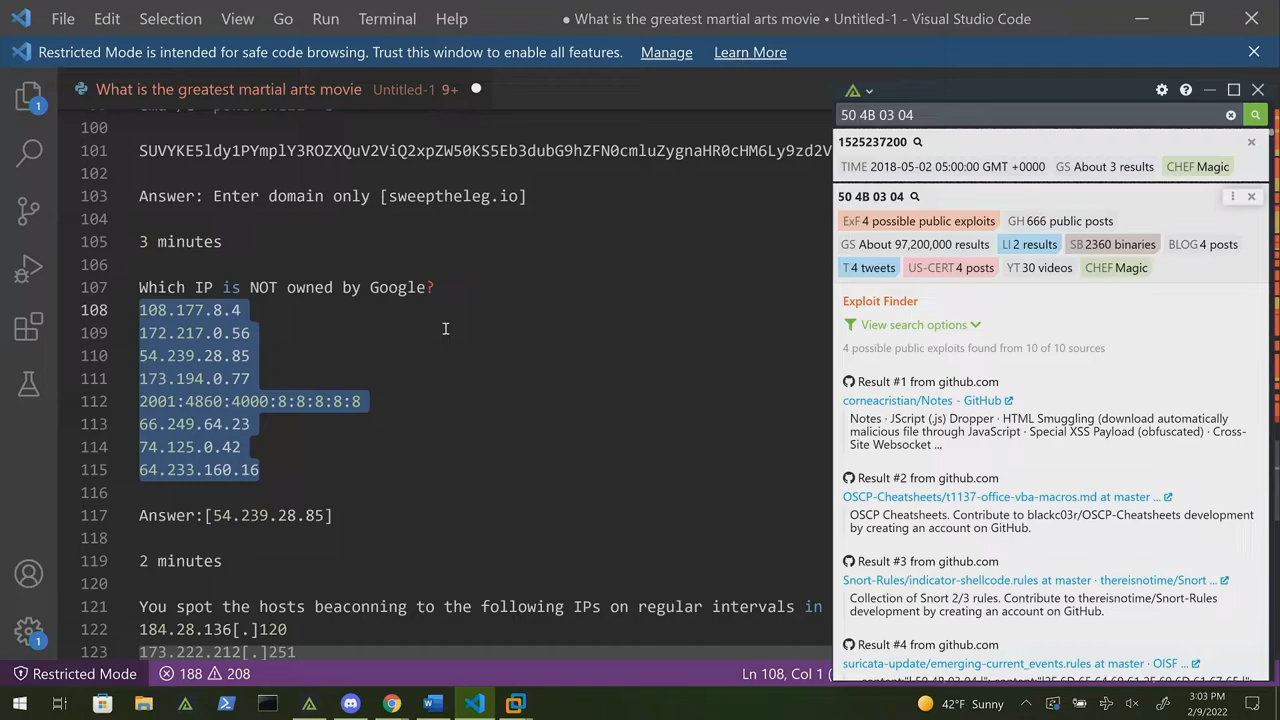 File Edit Selection View Go Run Terminal Help ● What is the greatest martial arts movie • Untitled-1 - Visual Studio Code
Restricted Mode is intended for safe code browsing. Trust this window to enable all features. Manage Learn More
What is the greatest martial arts movie Untitled-1 9+
100
101 SUVYKE5ldy1PYmplY3ROZXQuV2ViQ2xpZW50KS5Eb3dubG9hZFN0cmluZygnaHR0cHM6Ly9zd2V
102
103 Answer: Enter domain only [sweeptheleg.io]
104
105 3 minutes
106
107 Which IP is NOT owned by Google?
108 108.177.8.4
109 172.217.0.56
110 54.239.28.85
111 173.194.0.77
112 2001:4860:4000:8:8:8:8:8
113 66.249.64.23
114 74.125.0.42
115 64.233.160.16
116
117 Answer:[54.239.28.85]
118
119 2 minutes
120
121 You spot the hosts beaconning to the following IPs on regular intervals in
122 184.28.136[.]120
123 173.222.212[.]251
50 4B 03 04
1525237200
TIME 2018-05-02 05:00:00 GMT +0000 GS About 3 results CHEF Magic
50 4B 03 04
ExF 4 possible public exploits GH 666 public posts
GS About 97,200,000 results LI 2 results SB 2360 binaries BLOG 4 posts
T 4 tweets US-CERT 4 posts YT 30 videos CHEF Magic
Exploit Finder
View search options
4 possible public exploits found from 10 of 10 sources
Result #1 from github.com
corneacristian/Notes - GitHub
Notes · JScript (.js) Dropper · HTML Smuggling (download automatically
malicious file through JavaScript · Special XSS Payload (obfuscated) · Cross-
Site Websocket ...
Result #2 from github.com
OSCP-Cheatsheets/t1137-office-vba-macros.md at master ...
OSCP Cheatsheets. Contribute to blackc03r/OSCP-Cheatsheets development
by creating an account on GitHub.
Result #3 from github.com
Snort-Rules/indicator-shellcode.rules at master · thereisnotime/Snort ...
Collection of Snort 2/3 rules. Contribute to thereisnotime/Snort-Rules
development by creating an account on GitHub.
Result #4 from github.com
suricata-update/emerging-current_events.rules at master · OISF ...
1
1
Restricted Mode 188 208 Ln 108, Col 1 (
42°F Sunny 3:03 PM
2/9/2022